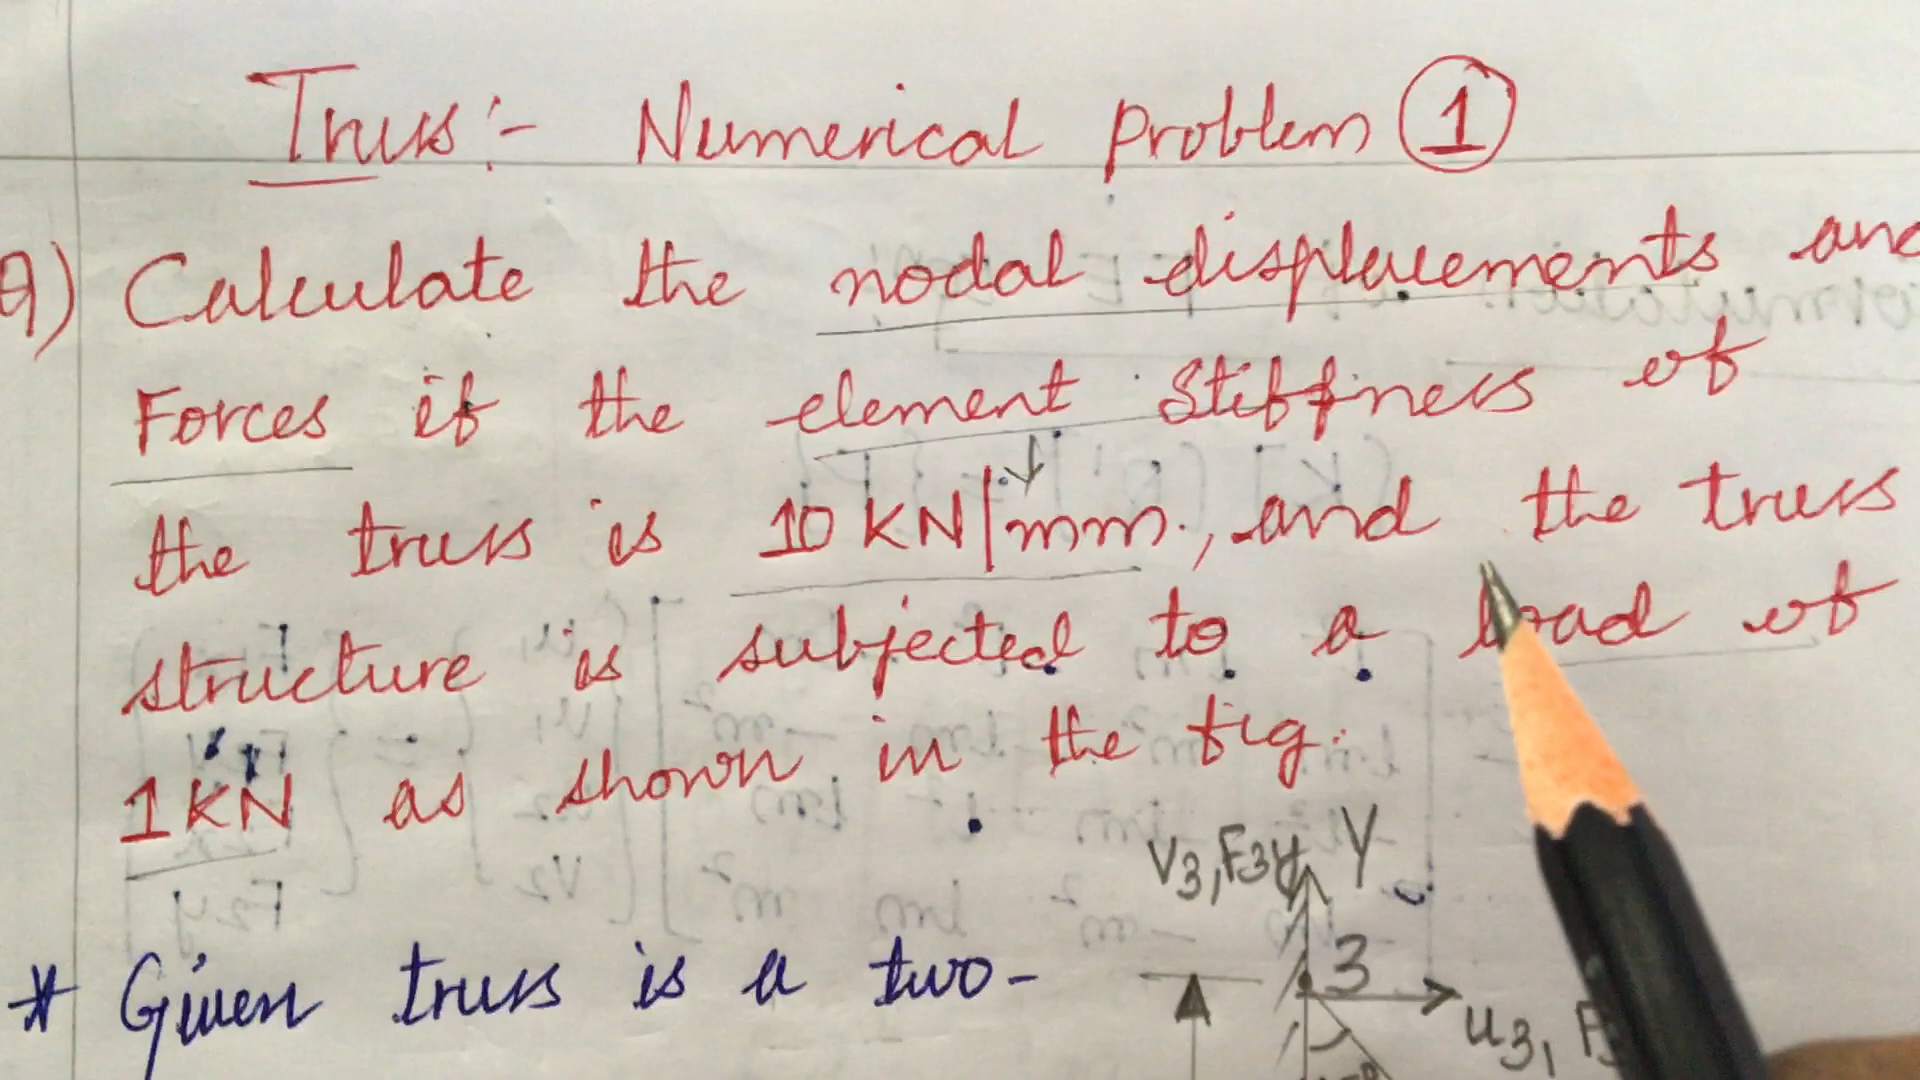 Truss:- Numerical Problem 1
Q) Calculate the nodal displacements and
Forces if the element stiffness of
the truss is 10 KN/mm., and the truss
structure is subjected to a load of
1 KN as shown in the fig.
V3, F3y Y
* Given truss is a two-
3
u3, F3